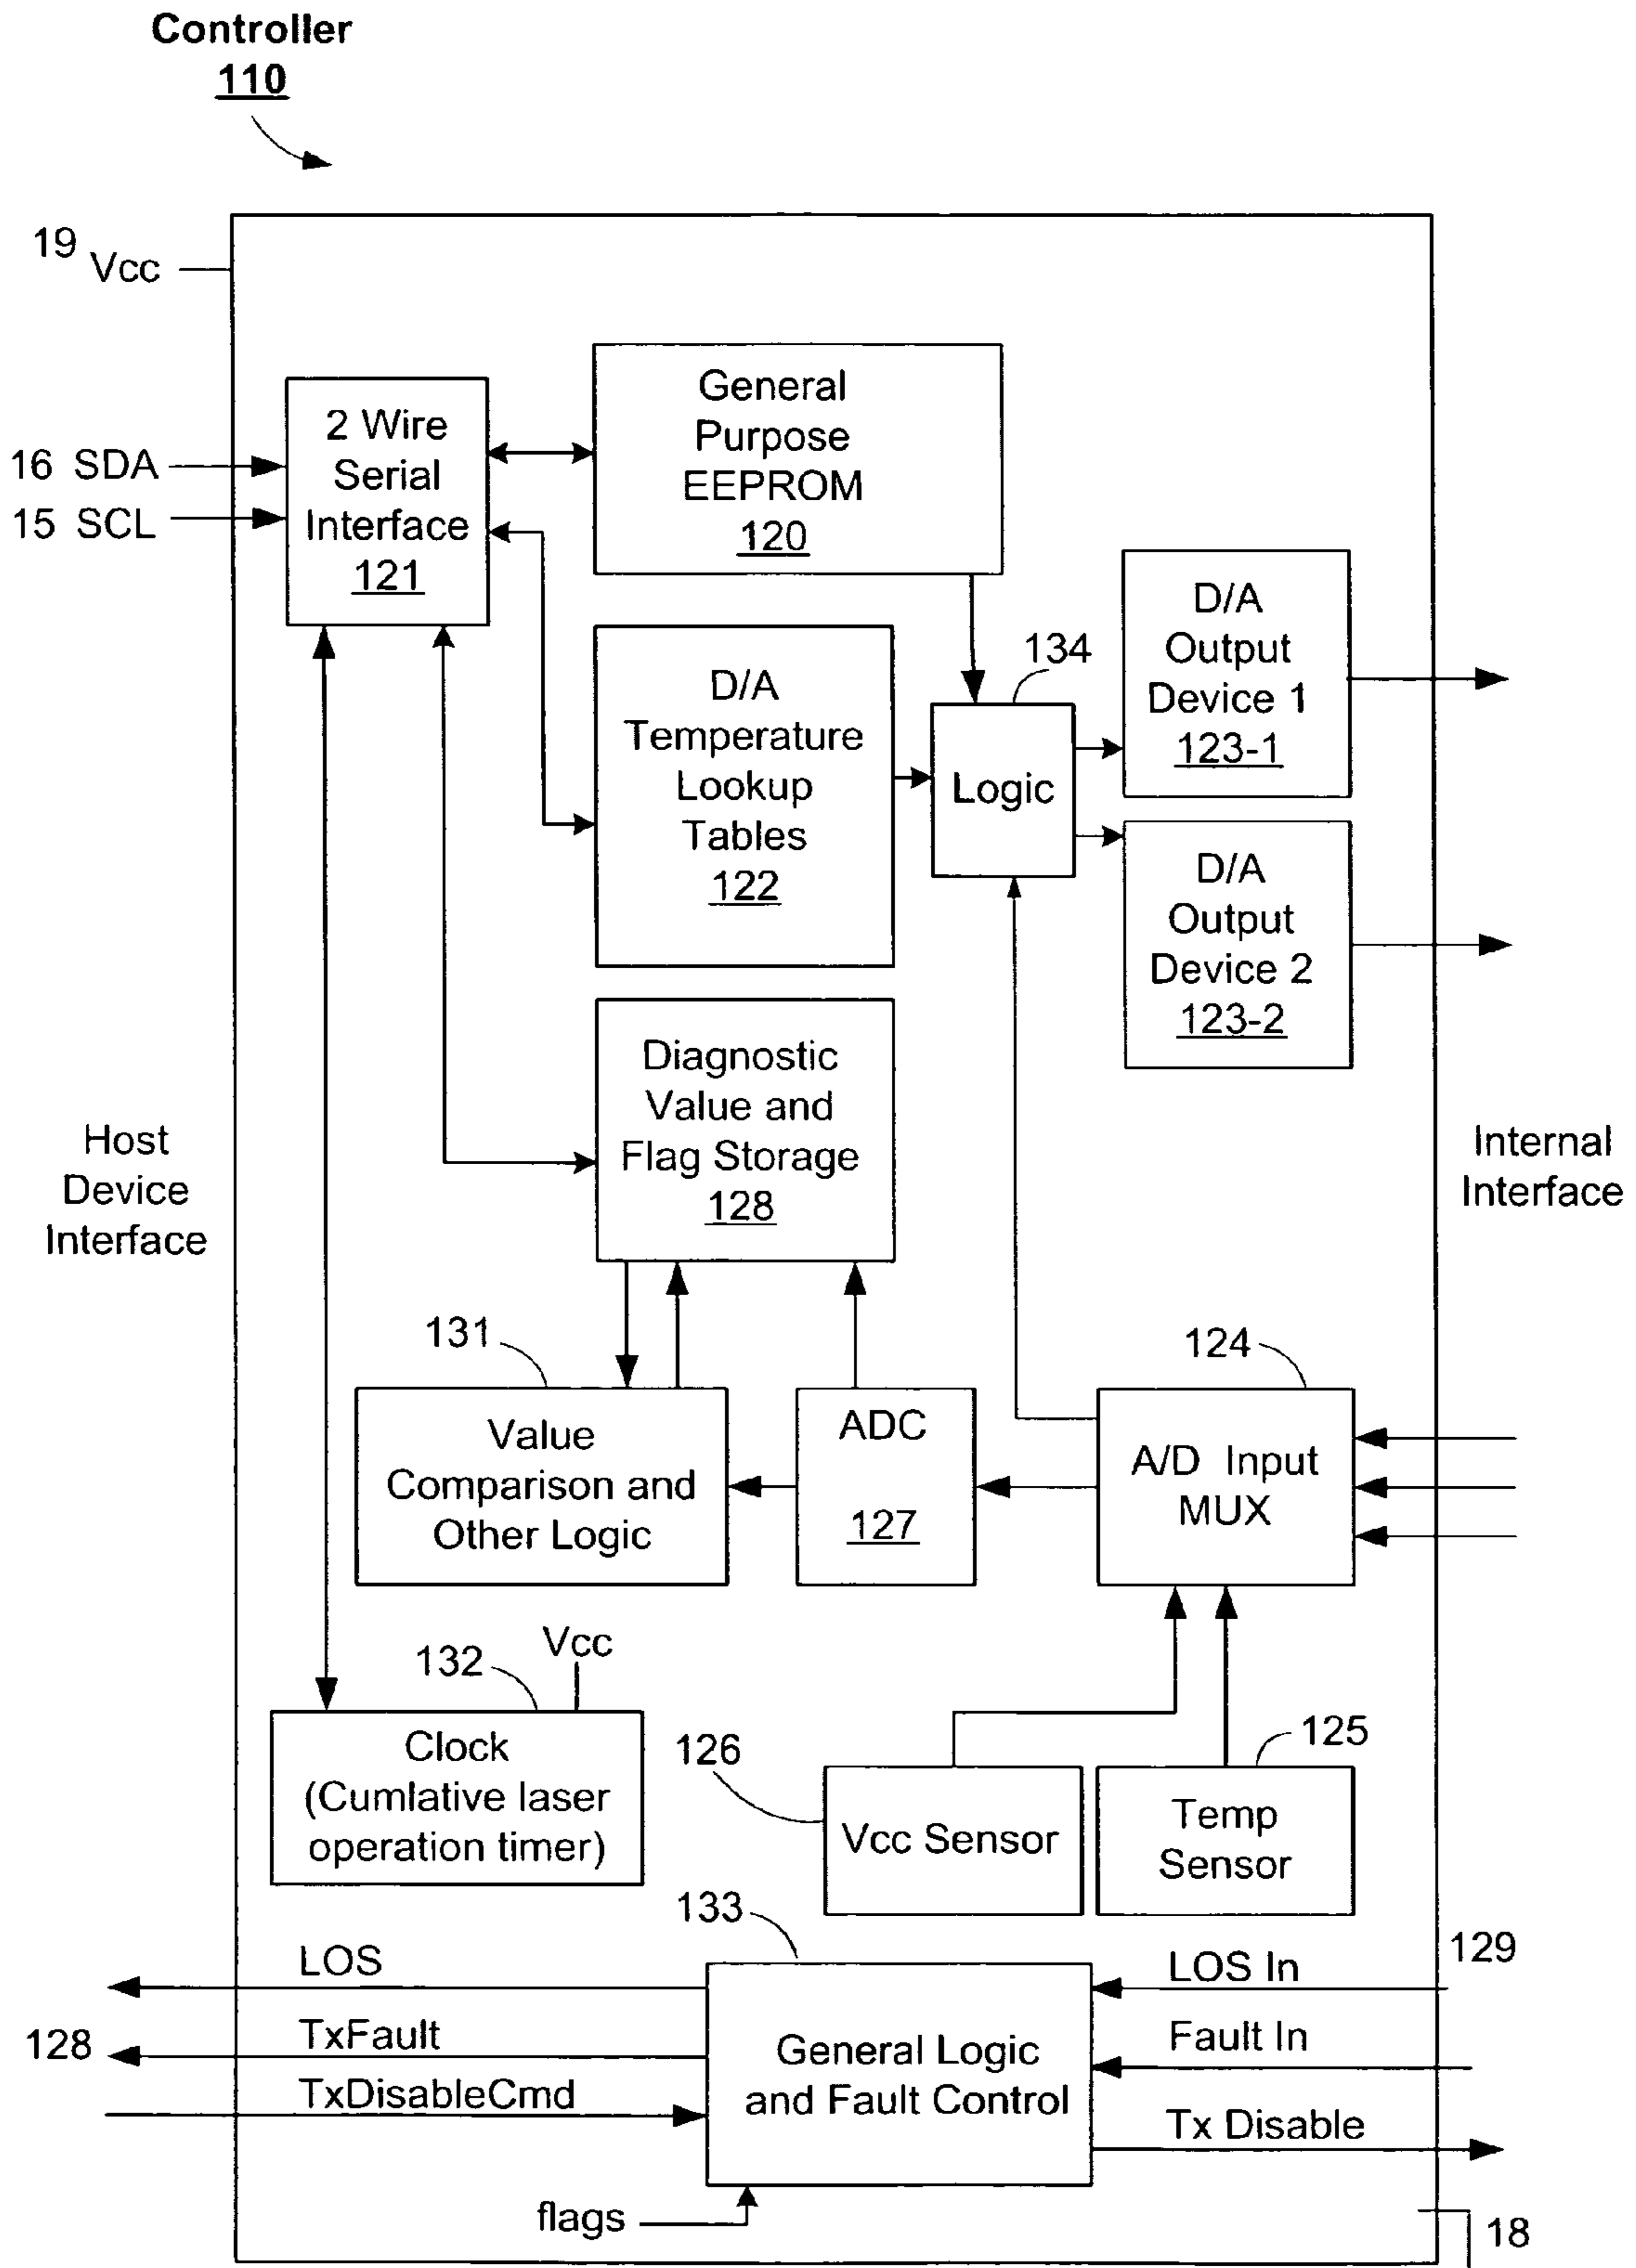 Controller
110
19
Vcc
2 Wire
Serial
Interface
121
16 SDA
15 SCL
General
Purpose
EEPROM
120
D/A
Output
Device 1
123-1
134
D/A
Temperature
Lookup
Tables
122
Logic
D/A
Output
Device 2
123-2
Diagnostic
Value and
Flag Storage
128
Host
Device
Interface
Internal
Interface
131
124
Value
Comparison and
Other Logic
ADC
127
A/D Input
MUX
132
Vcc
Clock
(Cumlative laser
operation timer)
126
125
Vcc Sensor
Temp
Sensor
133
129
LOS
LOS In
128
TxFault
Fault In
TxDisableCmd
General Logic
and Fault Control
Tx Disable
flags
18